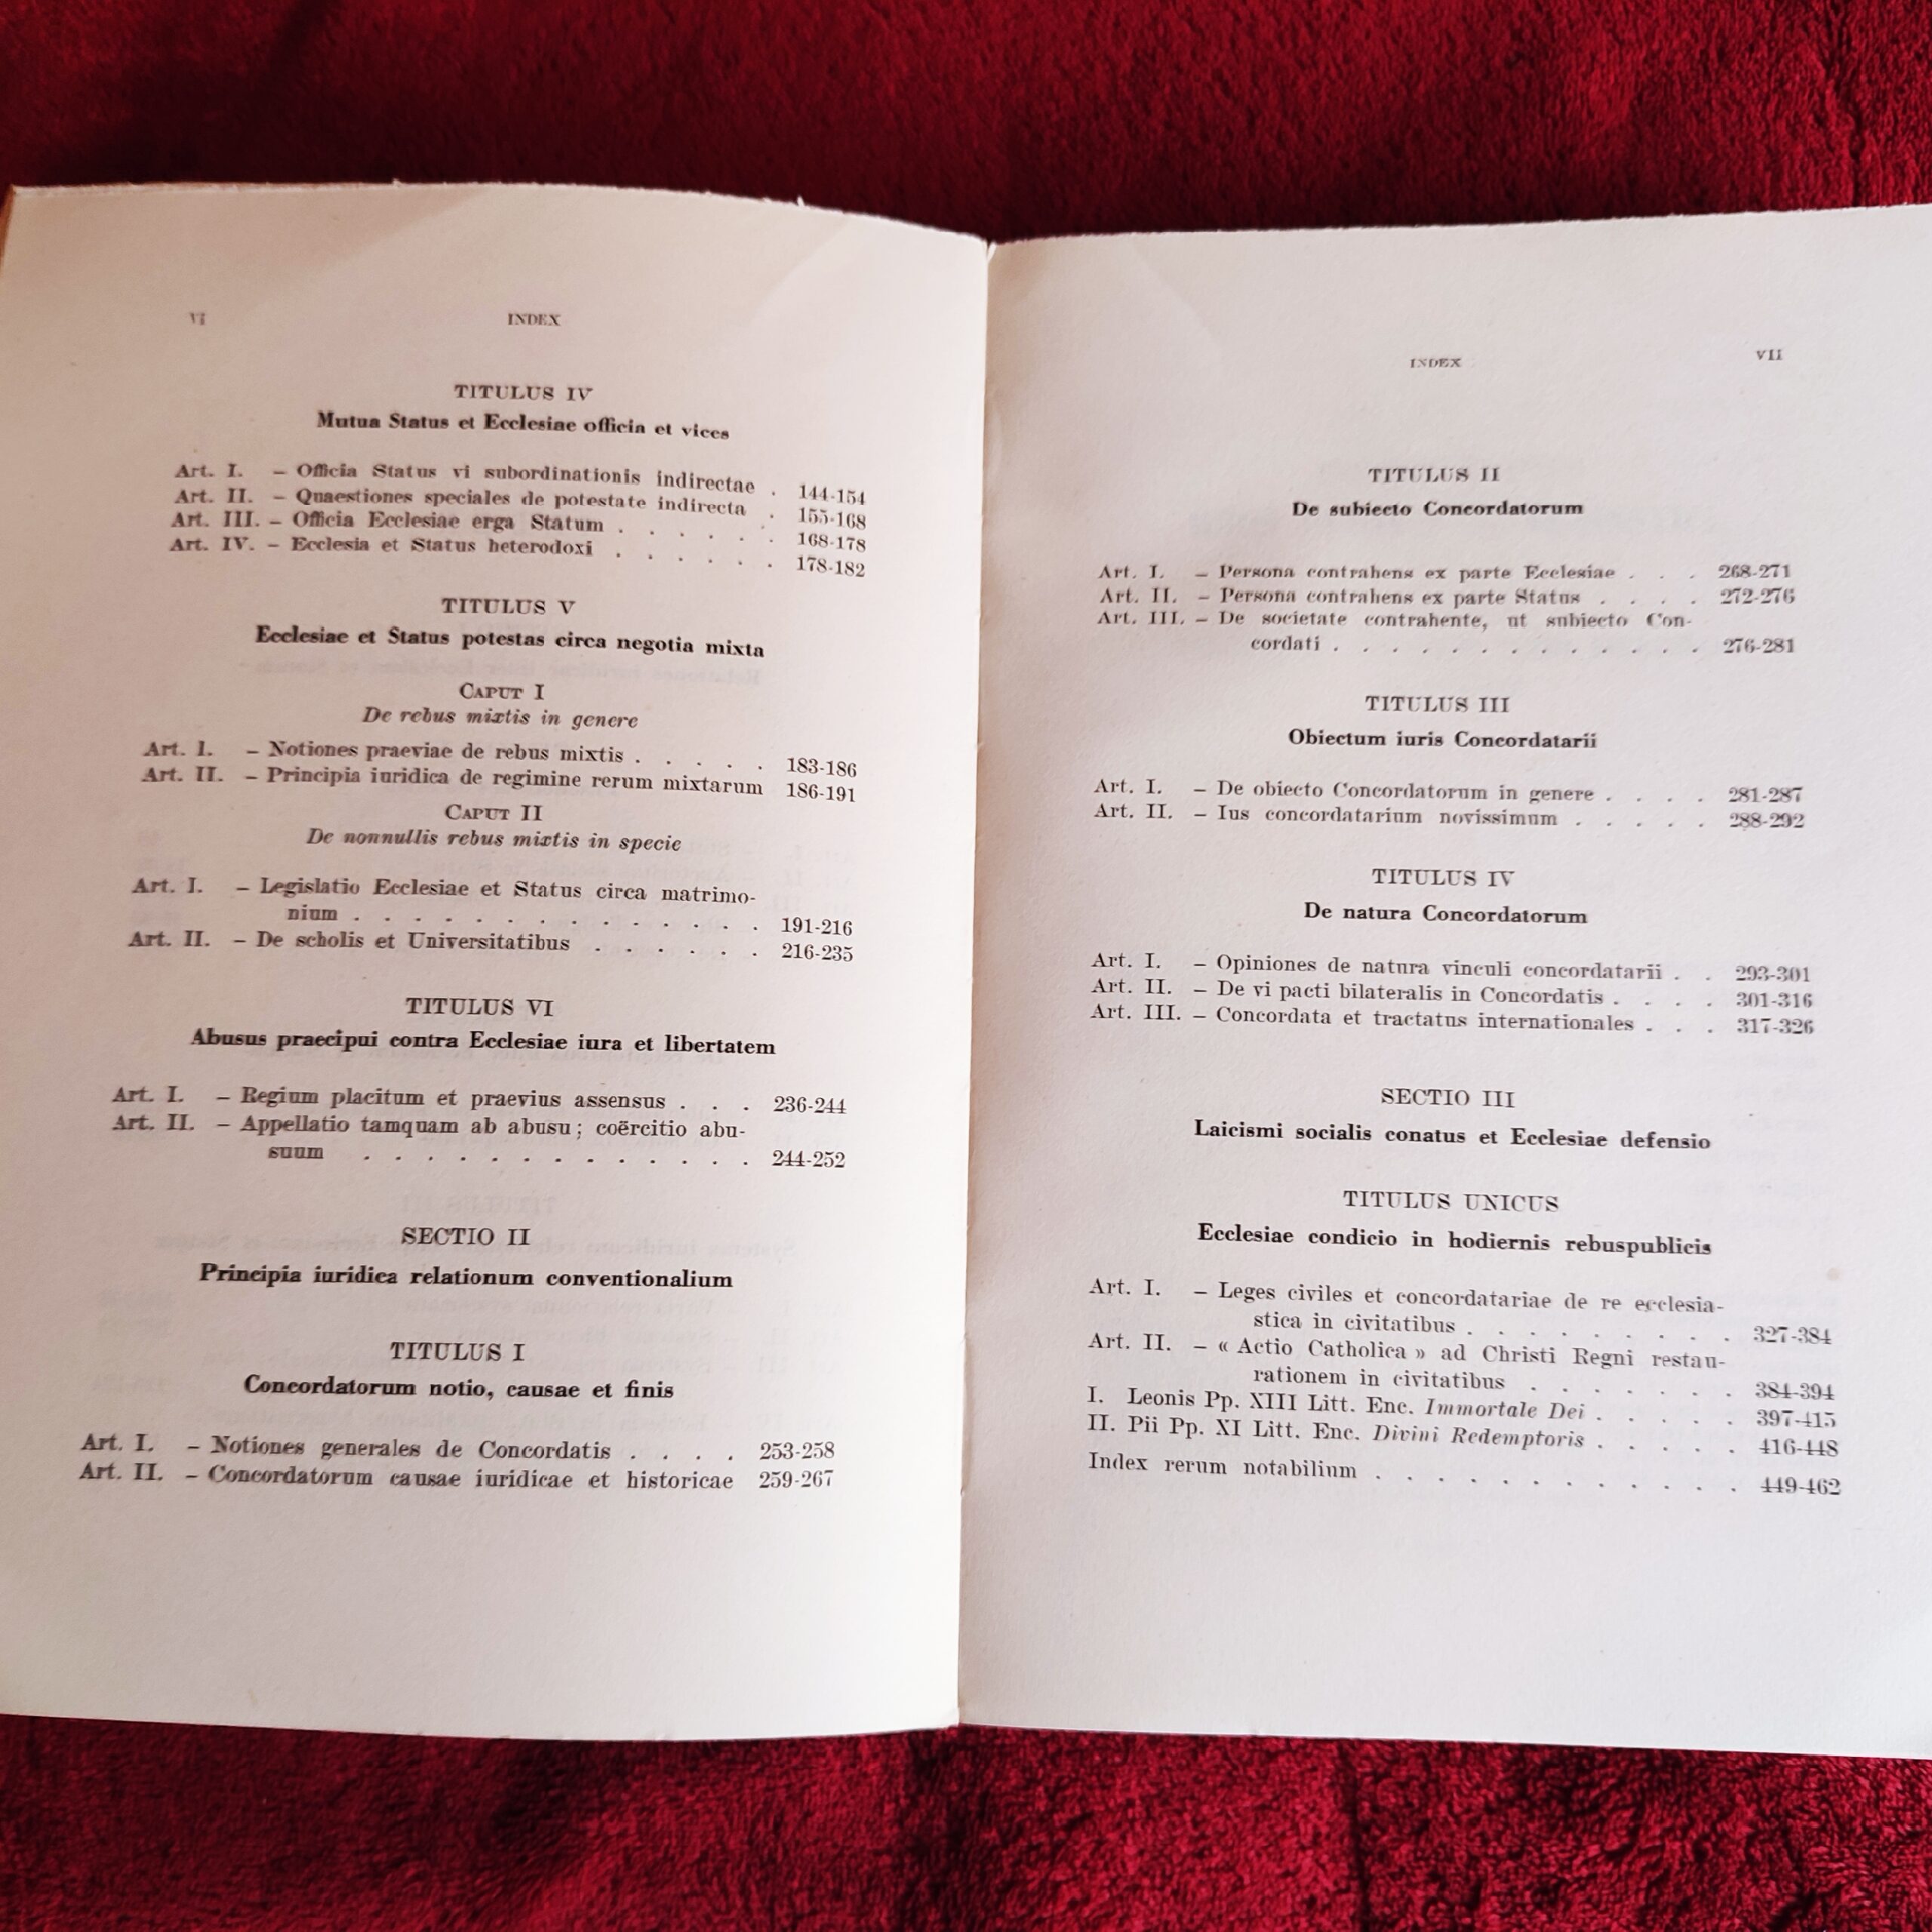 VI INDEX
TITULUS IV
Mutua Status et Ecclesiae officia et vices
Art. I. – Officia Status vi subordinationis indirectae . 144-154
Art. II. – Quaestiones speciales de potestate indirecta . 155-168
Art. III. – Officia Ecclesiae erga Statum . . . . . . 168-178
Art. IV. – Ecclesia et Status heterodoxi . . . . . . 178-182
TITULUS V
Ecclesiae et Status potestas circa negotia mixta
CAPUT I
De rebus mixtis in genere
Art. I. – Notiones praeviae de rebus mixtis . . . . . 183-186
Art. II. – Principia iuridica de regimine rerum mixtarum 186-191
CAPUT II
De nonnullis rebus mixtis in specie
Art. I. – Legislatio Ecclesiae et Status circa matrimo-
nium . . . . . . . . . . . 191-216
Art. II. – De scholis et Universitatibus . . . . . . 216-235
TITULUS VI
Abusus praecipui contra Ecclesiae iura et libertatem
Art. I. – Regium placitum et praevius assensus . . . 236-244
Art. II. – Appellatio tamquam ab abusu; coërcitio abu-
suum . . . . . . . . . . . . . 244-252
SECTIO II
Principia iuridica relationum conventionalium
TITULUS I
Concordatorum notio, causae et finis
Art. I. – Notiones generales de Concordatis . . . . 253-258
Art. II. – Concordatorum causae iuridicae et historicae 259-267
INDEX VII
TITULUS II
De subiecto Concordatorum
Art. I. – Persona contrahens ex parte Ecclesiae . . . 268-271
Art. II. – Persona contrahens ex parte Status . . . . 272-276
Art. III. – De societate contrahente, ut subiecto Con-
cordati . . . . . . . . . . . . . 276-281
TITULUS III
Obiectum iuris Concordatarii
Art. I. – De obiecto Concordatorum in genere . . . . 281-287
Art. II. – Ius concordatarium novissimum . . . . . 288-292
TITULUS IV
De natura Concordatorum
Art. I. – Opiniones de natura vinculi concordatarii . . 293-301
Art. II. – De vi pacti bilateralis in Concordatis . . . . 301-316
Art. III. – Concordata et tractatus internationales . . . 317-326
SECTIO III
Laicismi socialis conatus et Ecclesiae defensio
TITULUS UNICUS
Ecclesiae condicio in hodiernis rebuspublicis
Art. I. – Leges civiles et concordatariae de re ecclesia-
stica in civitatibus . . . . . . . . . 327-384
Art. II. – « Actio Catholica » ad Christi Regni restau-
rationem in civitatibus . . . . . . . 384-394
I. Leonis Pp. XIII Litt. Enc. Immortale Dei . . . . . 397-415
II. Pii Pp. XI Litt. Enc. Divini Redemptoris . . . . . 416-448
Index rerum notabilium . . . . . . . . . . . 449-462